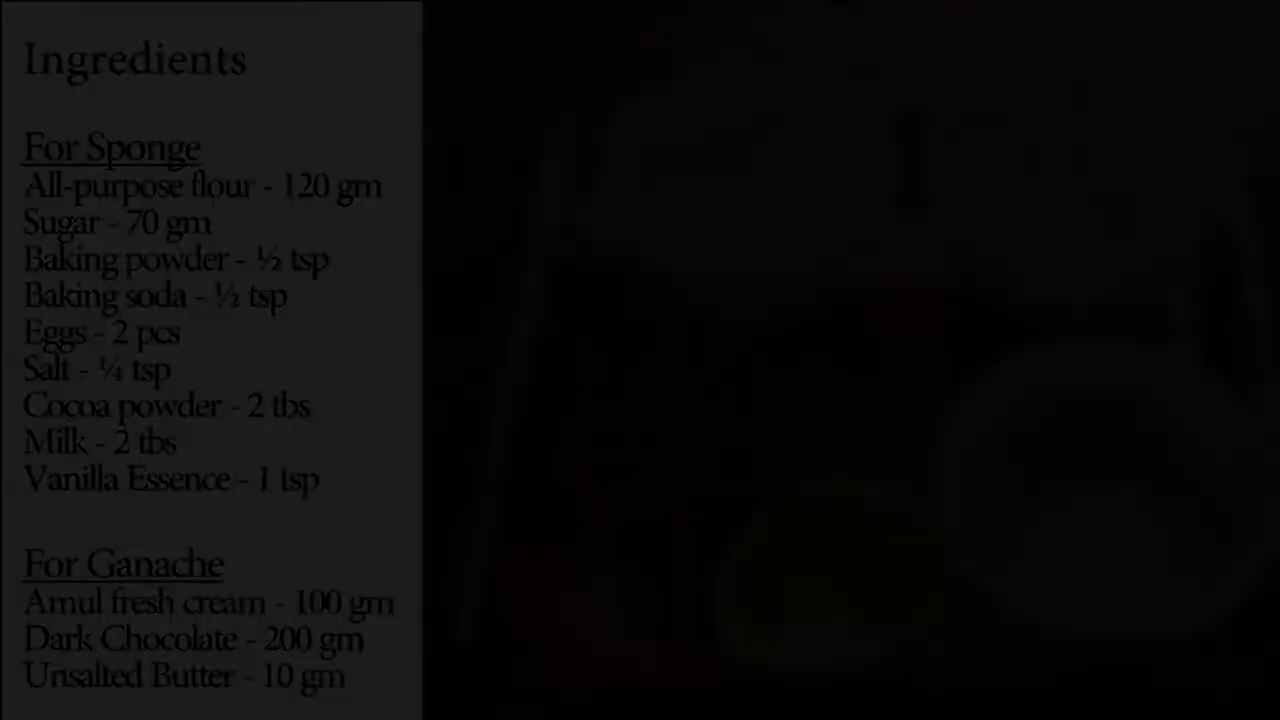 Ingredients
For Sponge
All-purpose flour - 120 gm
Sugar - 70 gm
Baking powder - ½ tsp
Baking soda - ½ tsp
Eggs - 2 pcs
Salt - ¼ tsp
Cocoa powder - 2 tbs
Milk - 2 tbs
Vanilla Essence - 1 tsp
For Ganache
Amul fresh cream - 100 gm
Dark Chocolate - 200 gm
Unsalted Butter - 10 gm